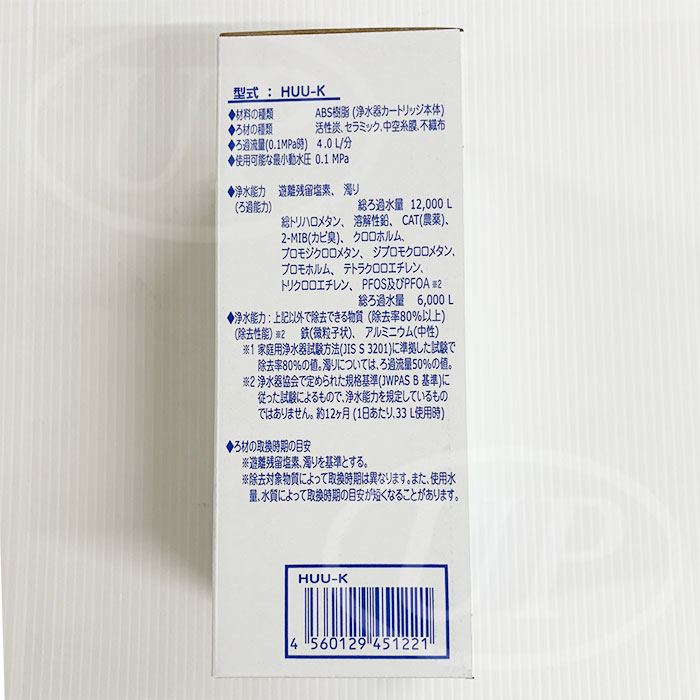 型式 : HUU-K
◆材料の種類 ABS樹脂 (浄水器カートリッジ本体)
◆ろ材の種類 活性炭、セラミック、中空糸膜、不織布
◆ろ過流量(0.1MPa時) 4.0 L/分
◆使用可能な最小動水圧 0.1 MPa
◆浄水能力 遊離残留塩素、 濁り
(ろ過能力) 総ろ過水量 12,000 L
総トリハロメタン、 溶解性鉛、 CAT(農薬)、
2-MIB(カビ臭)、 クロロホルム、
ブロモジクロロメタン、 ジブロモクロロメタン、
ブロモホルム、 テトラクロロエチレン、
トリクロロエチレン、 PFOS及びPFOA ※2
総ろ過水量 6,000 L
◆浄水能力 : 上記以外で除去できる物質 (除去率80%以上)
(除去性能) ※2 鉄(微粒子状)、 アルミニウム(中性)
※1 家庭用浄水器試験方法(JIS S 3201)に準拠した試験で
除去率80%の値。濁りについては、ろ過流量50%の値。
※2 浄水器協会で定められた規格基準(JWPAS B 基準)に
従った試験によるもので、浄水能力を規定しているもの
ではありません。約12ヶ月 (1日あたり、33 L使用時)
◆ろ材の取換時期の目安
※遊離残留塩素、濁りを基準とする。
※除去対象物質によって取換時期は異なります。また、使用水
量、水質によって取換時期の目安が短くなることがあります。
HUU-K
4 560129 451221